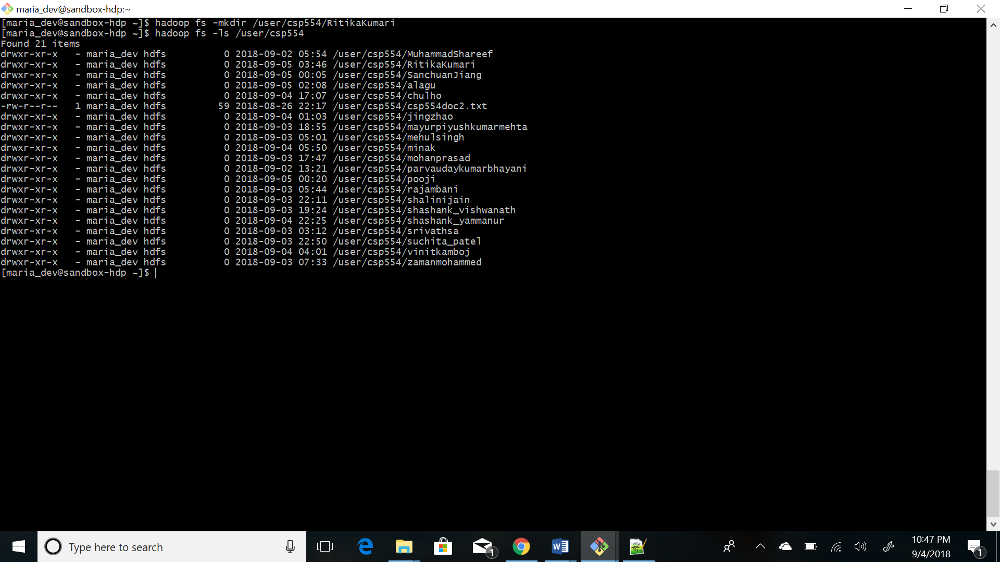 maria_dev@sandbox-hdp:~
[maria_dev@sandbox-hdp ~]$ hadoop fs -mkdir /user/csp554/RitikaKumari
[maria_dev@sandbox-hdp ~]$ hadoop fs -ls /user/csp554
Found 21 items
drwxr-xr-x   - maria_dev hdfs          0 2018-09-02 05:54 /user/csp554/MuhammadShareef
drwxr-xr-x   - maria_dev hdfs          0 2018-09-05 03:46 /user/csp554/RitikaKumari
drwxr-xr-x   - maria_dev hdfs          0 2018-09-05 00:05 /user/csp554/SanchuanJiang
drwxr-xr-x   - maria_dev hdfs          0 2018-09-05 02:08 /user/csp554/alagu
drwxr-xr-x   - maria_dev hdfs          0 2018-09-04 17:07 /user/csp554/chulho
-rw-r--r--   1 maria_dev hdfs         59 2018-08-26 22:17 /user/csp554/csp554doc2.txt
drwxr-xr-x   - maria_dev hdfs          0 2018-09-04 01:03 /user/csp554/jingzhao
drwxr-xr-x   - maria_dev hdfs          0 2018-09-03 18:55 /user/csp554/mayurpiyushkumarmehta
drwxr-xr-x   - maria_dev hdfs          0 2018-09-03 05:01 /user/csp554/mehulsingh
drwxr-xr-x   - maria_dev hdfs          0 2018-09-04 05:50 /user/csp554/minak
drwxr-xr-x   - maria_dev hdfs          0 2018-09-03 17:47 /user/csp554/mohanprasad
drwxr-xr-x   - maria_dev hdfs          0 2018-09-02 13:21 /user/csp554/parvaudaykumarbhayani
drwxr-xr-x   - maria_dev hdfs          0 2018-09-05 00:20 /user/csp554/pooji
drwxr-xr-x   - maria_dev hdfs          0 2018-09-03 05:44 /user/csp554/rajambani
drwxr-xr-x   - maria_dev hdfs          0 2018-09-03 22:11 /user/csp554/shalinijain
drwxr-xr-x   - maria_dev hdfs          0 2018-09-03 19:24 /user/csp554/shashank_vishwanath
drwxr-xr-x   - maria_dev hdfs          0 2018-09-04 22:25 /user/csp554/shashank_yammanur
drwxr-xr-x   - maria_dev hdfs          0 2018-09-03 03:12 /user/csp554/srivathsa
drwxr-xr-x   - maria_dev hdfs          0 2018-09-03 22:50 /user/csp554/suchita_patel
drwxr-xr-x   - maria_dev hdfs          0 2018-09-04 04:01 /user/csp554/vinitkamboj
drwxr-xr-x   - maria_dev hdfs          0 2018-09-03 07:33 /user/csp554/zamanmohammed
[maria_dev@sandbox-hdp ~]$
Type here to search
1
10:47 PM
9/4/2018
1